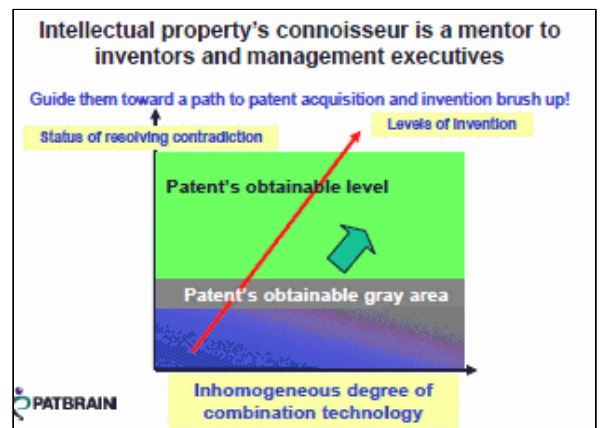 Intellectual property's connoisseur is a mentor to
inventors and management executives
Guide them toward a path to patent acquisition and invention brush up!
Status of resolving contradiction
Levels of invention
Patent's obtainable level
Patent's obtainable gray area
Inhomogeneous degree of
combination technology
PATBRAIN